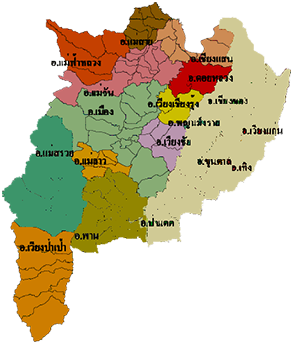 อ.แม่สาย
อ.เชียงแสน
อ.แม่ฟ้าหลวง
อ.ดอยหลวง
อ.แม่จัน
อ.เวียงเชียงรุ้ง
อ.เชียงของ
อ.เมือง
อ.พญาเม็งราย
อ.เวียงแก่น
อ.เวียงชัย
อ.แม่สรวย
อ.แม่ลาว
อ.ขุนตาล
อ.เทิง
อ.ป่าแดด
อ.พาน
อ.เวียงป่าเป้า